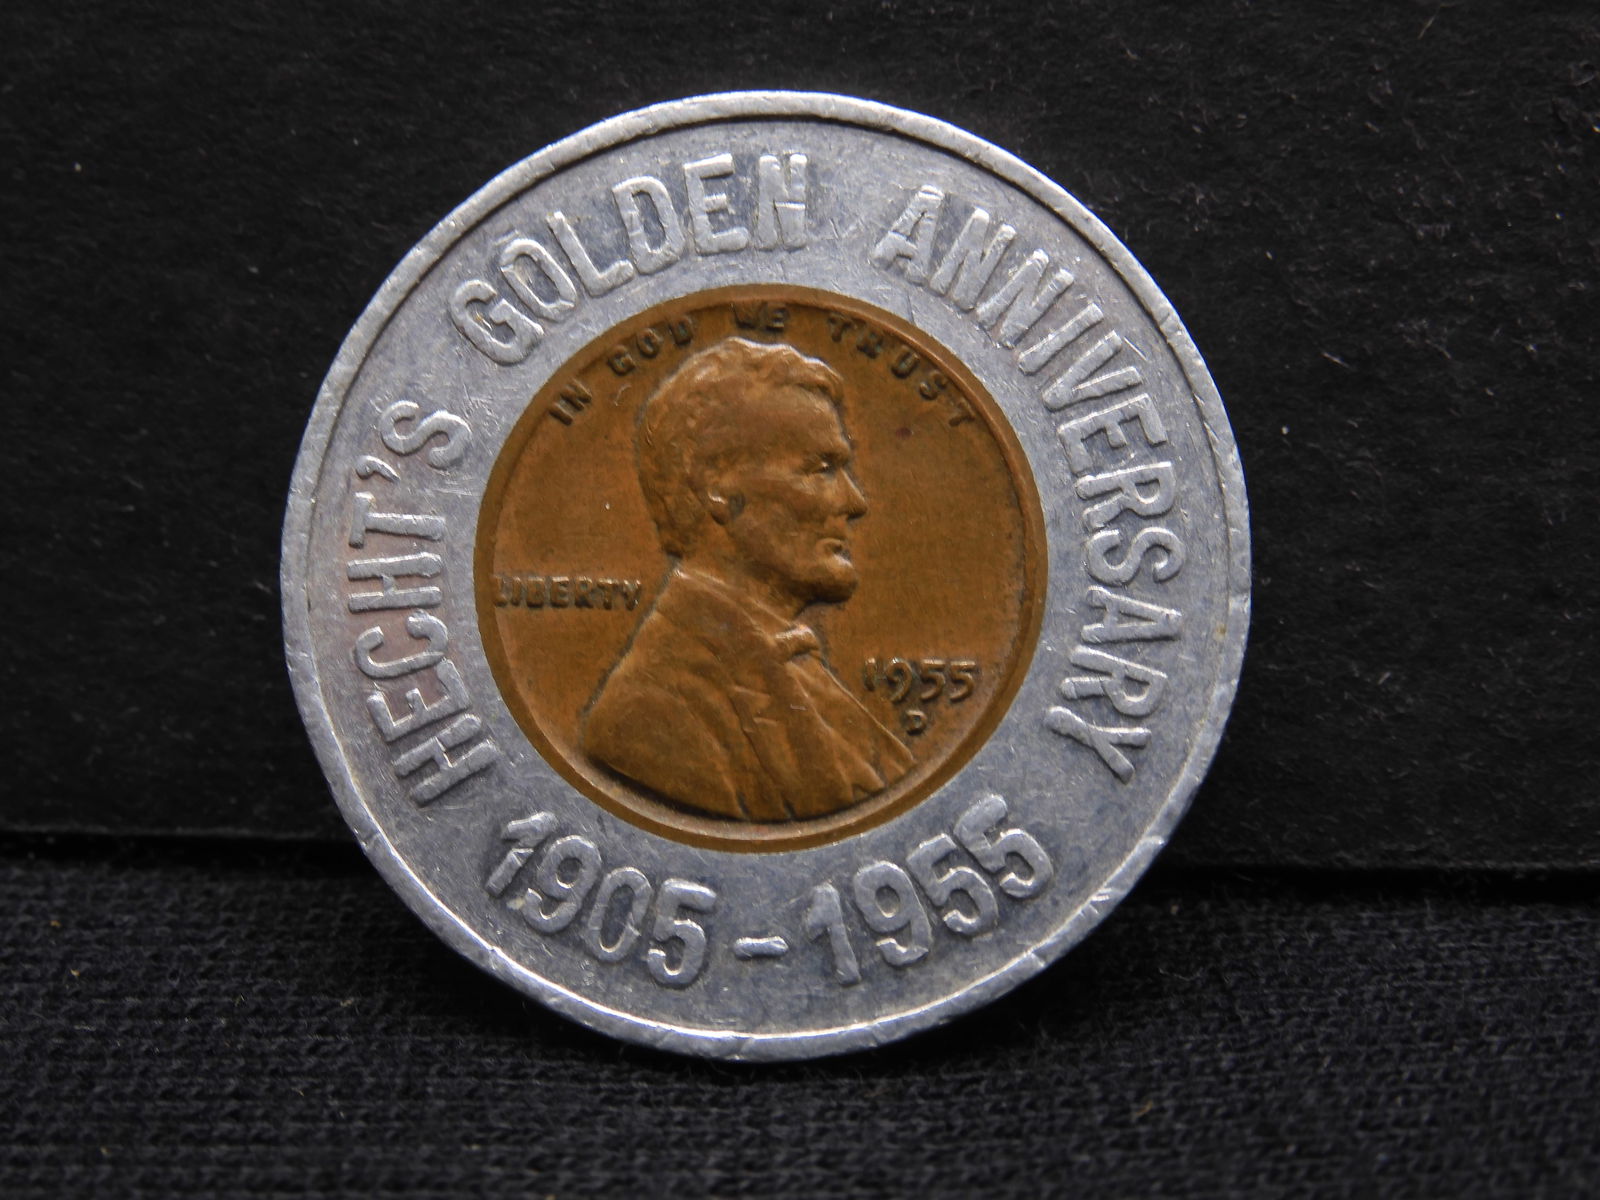 HECHT'S GOLDEN ANNIVERSARY
1905-1955
IN GOD WE TRUST
LIBERTY
1955
D